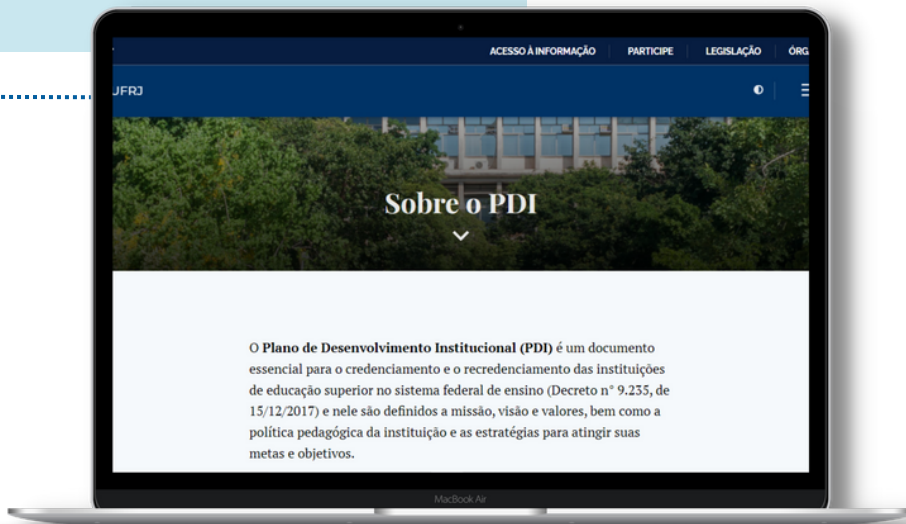 ACESSO À INFORMAÇÃO PARTICIPE LEGISLAÇÃO
UFRJ
Sobre o PDI
O Plano de Desenvolvimento Institucional (PDI) é um documento
essencial para o credenciamento e o recredenciamento das instituições
de educação superior no sistema federal de ensino (Decreto n° 9.235, de
15/12/2017) e nele são definidos a missão, visão e valores, bem como a
política pedagógica da instituição e as estratégias para atingir suas
metas e objetivos.
MacBook Air